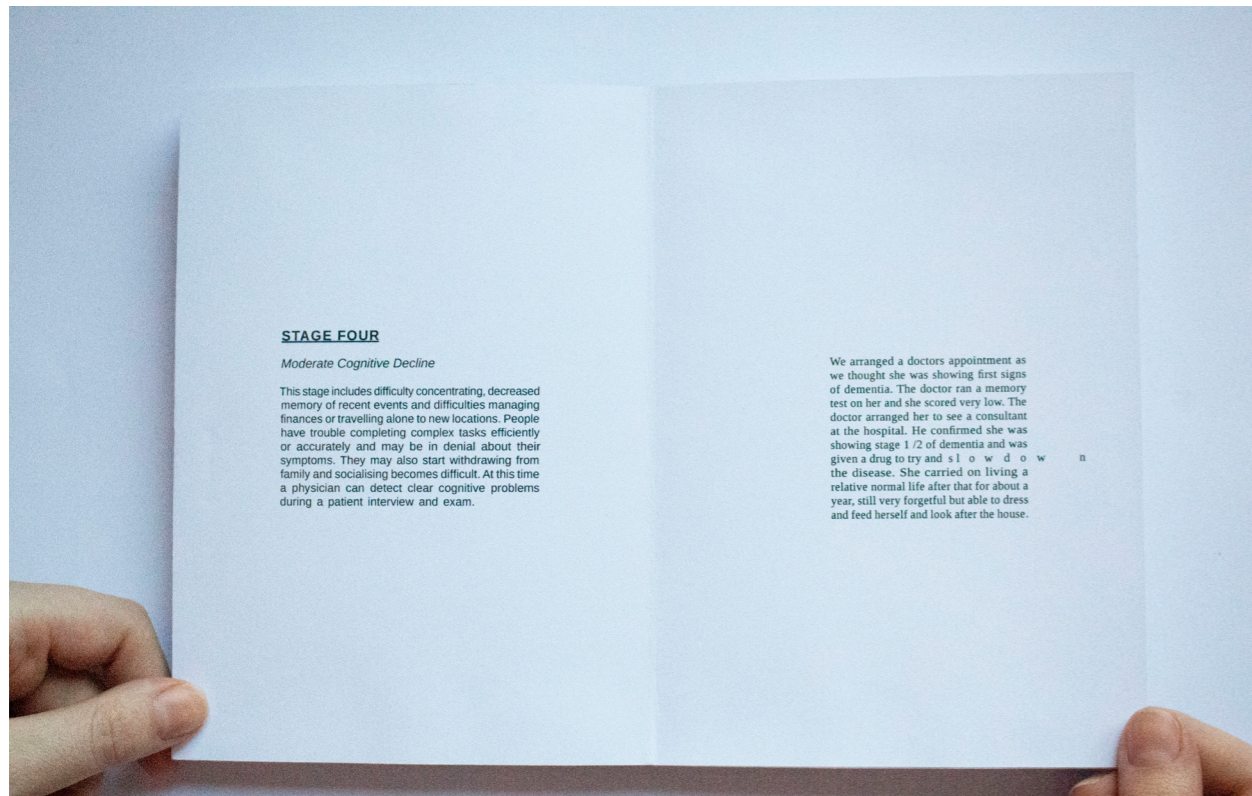 STAGE FOUR
Moderate Cognitive Decline
This stage includes difficulty concentrating, decreased
memory of recent events and difficulties managing
finances or travelling alone to new locations. People
have trouble completing complex tasks efficiently
or accurately and may be in denial about their
symptoms. They may also start withdrawing from
family and socialising becomes difficult. At this time
a physician can detect clear cognitive problems
during a patient interview and exam.
We arranged a doctors appointment as
we thought she was showing first signs
of dementia. The doctor ran a memory
test on her and she scored very low. The
doctor arranged her to see a consultant
at the hospital. He confirmed she was
showing stage 1 /2 of dementia and was
given a drug to try and s l o w d o w n
the disease. She carried on living a
relative normal life after that for about a
year, still very forgetful but able to dress
and feed herself and look after the house.